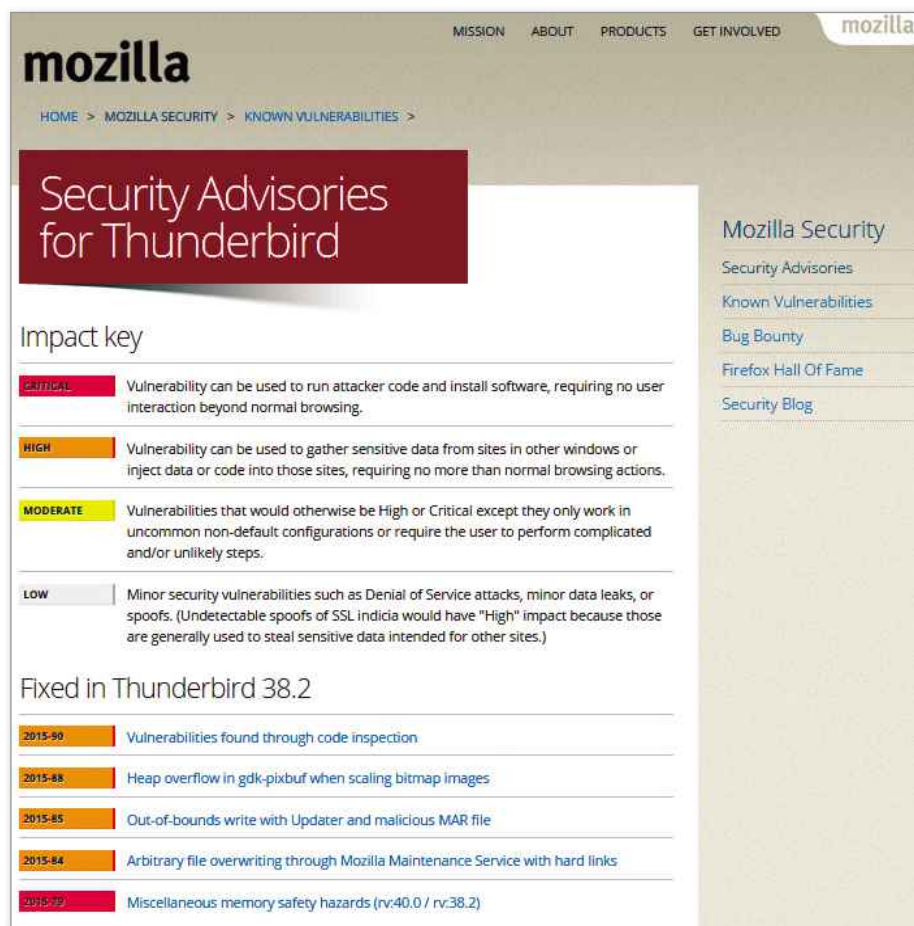 MISSION ABOUT PRODUCTS GET INVOLVED
mozilla
mozilla
HOME > MOZILLA SECURITY > KNOWN VULNERABILITIES >
Security Advisories
for Thunderbird
Mozilla Security
Security Advisories
Known Vulnerabilities
Bug Bounty
Firefox Hall Of Fame
Security Blog
Impact key
CRITICAL Vulnerability can be used to run attacker code and install software, requiring no user
interaction beyond normal browsing.
HIGH Vulnerability can be used to gather sensitive data from sites in other windows or
inject data or code into those sites, requiring no more than normal browsing actions.
MODERATE Vulnerabilities that would otherwise be High or Critical except they only work in
uncommon non-default configurations or require the user to perform complicated
and/or unlikely steps.
LOW Minor security vulnerabilities such as Denial of Service attacks, minor data leaks, or
spoofs. (Undetectable spoofs of SSL indicia would have "High" impact because those
are generally used to steal sensitive data intended for other sites.)
Fixed in Thunderbird 38.2
2015-90 Vulnerabilities found through code inspection
2015-88 Heap overflow in gdk-pixbuf when scaling bitmap images
2015-85 Out-of-bounds write with Updater and malicious MAR file
2015-84 Arbitrary file overwriting through Mozilla Maintenance Service with hard links
2015-79 Miscellaneous memory safety hazards (rv:40.0 / rv:38.2)